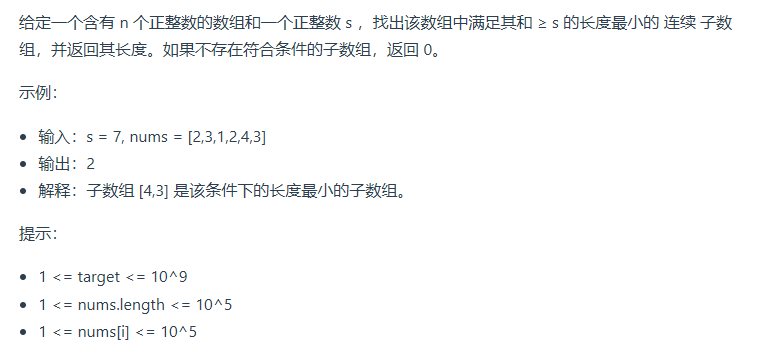 给定一个含有 n 个正整数的数组和一个正整数 s ，找出该数组中满足其和 ≥ s 的长度最小的 连续 子数
组，并返回其长度。如果不存在符合条件的子数组，返回 0。
示例：
• 输入：s = 7, nums = [2,3,1,2,4,3]
• 输出：2
• 解释：子数组 [4,3] 是该条件下的长度最小的子数组。
提示：
• 1 <= target <= 10^9
• 1 <= nums.length <= 10^5
• 1 <= nums[i] <= 10^5